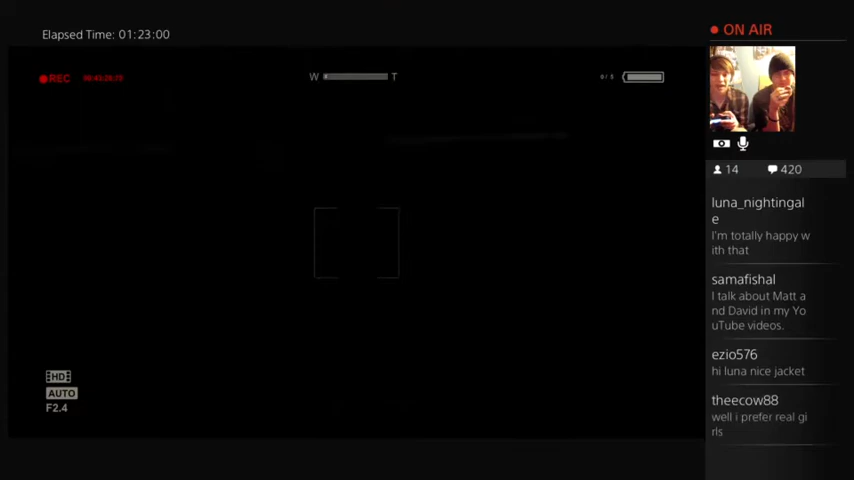 Elapsed Time: 01:23:00
ON AIR
REC
W T
14 420
luna_nightingal
e
I'm totally happy w
ith that
samafishal
I talk about Matt a
nd David in my Yo
uTube videos.
ezio576
hi luna nice jacket
theecow88
well i prefer real gi
rls
HD
AUTO
F2.4